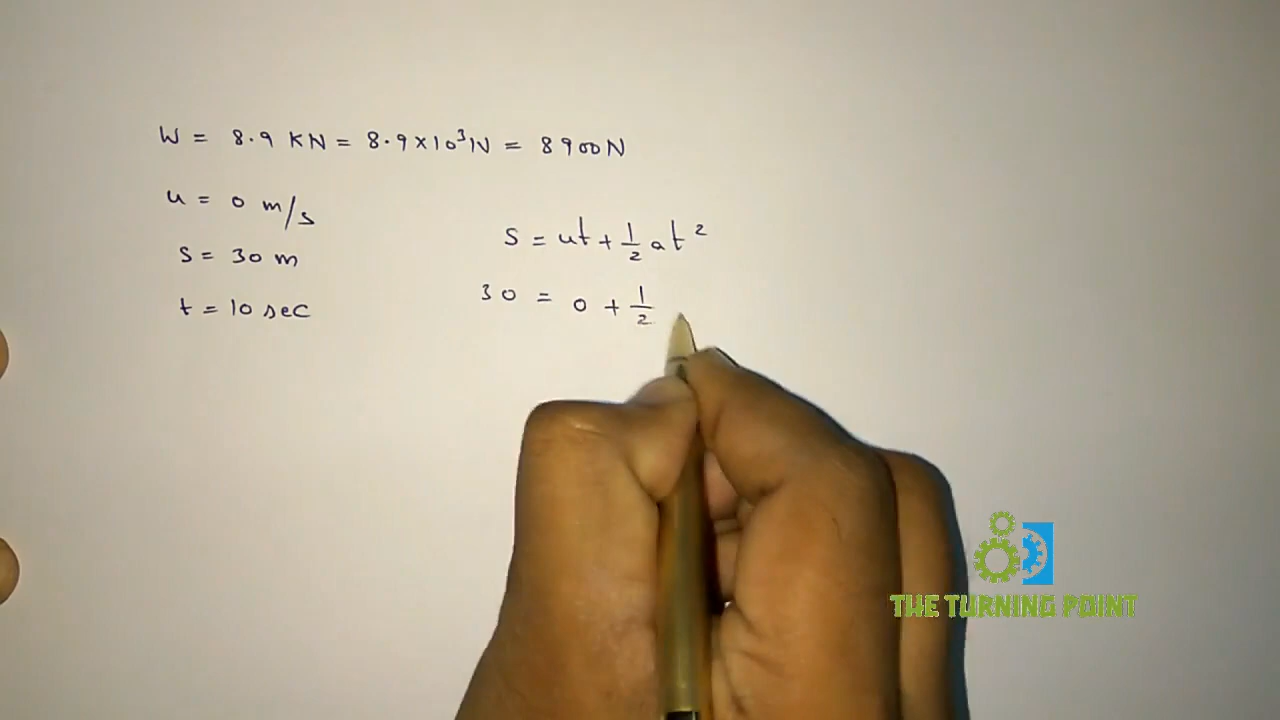 W = 8.9 KN = 8.9×10³N = 8900N
u = 0 m/s
S = 30 m
t = 10 sec
S = ut + 1/2 at²
30 = 0 + 1/2
THE TURNING POINT